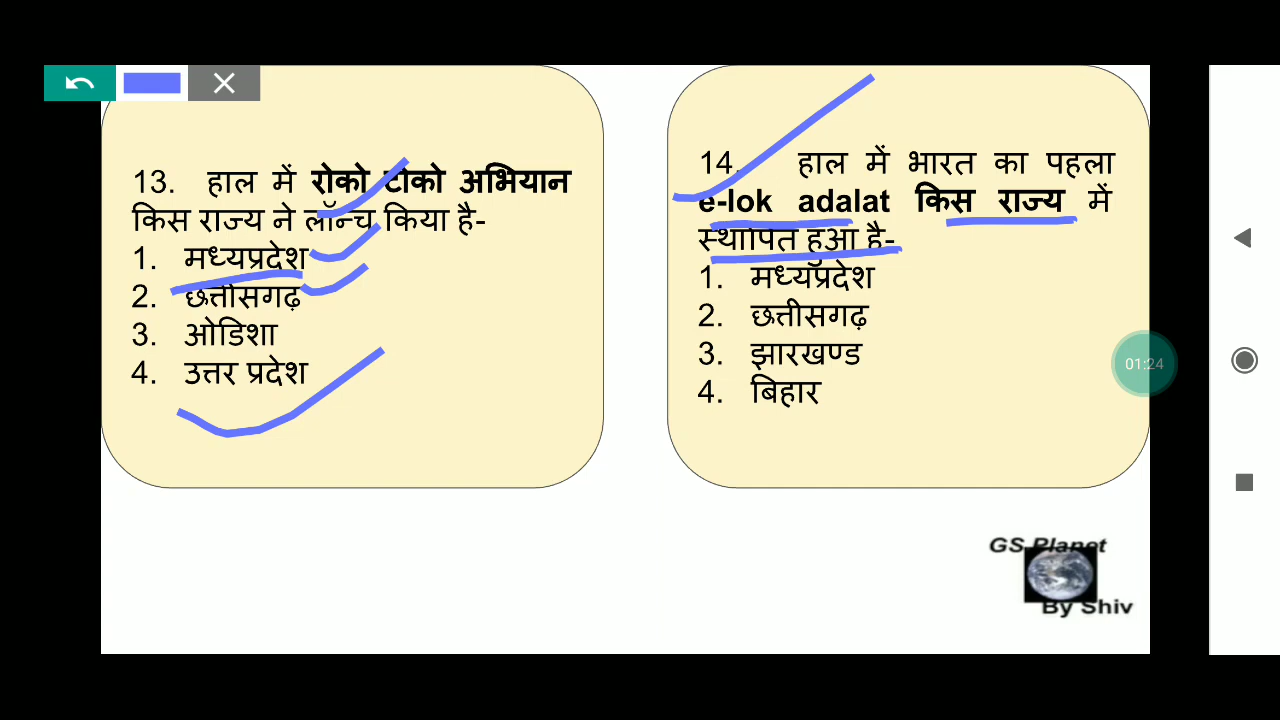 13. हाल में रोको टोको अभियान
किस राज्य ने लॉन्च किया है-
1. मध्यप्रदेश
2. छत्तीसगढ़
3. ओडिशा
4. उत्तर प्रदेश
14. हाल में भारत का पहला
e-lok adalat किस राज्य में
स्थापित हुआ है-
1. मध्यप्रदेश
2. छत्तीसगढ़
3. झारखण्ड
4. बिहार
01:24
GS Planet
By Shiv